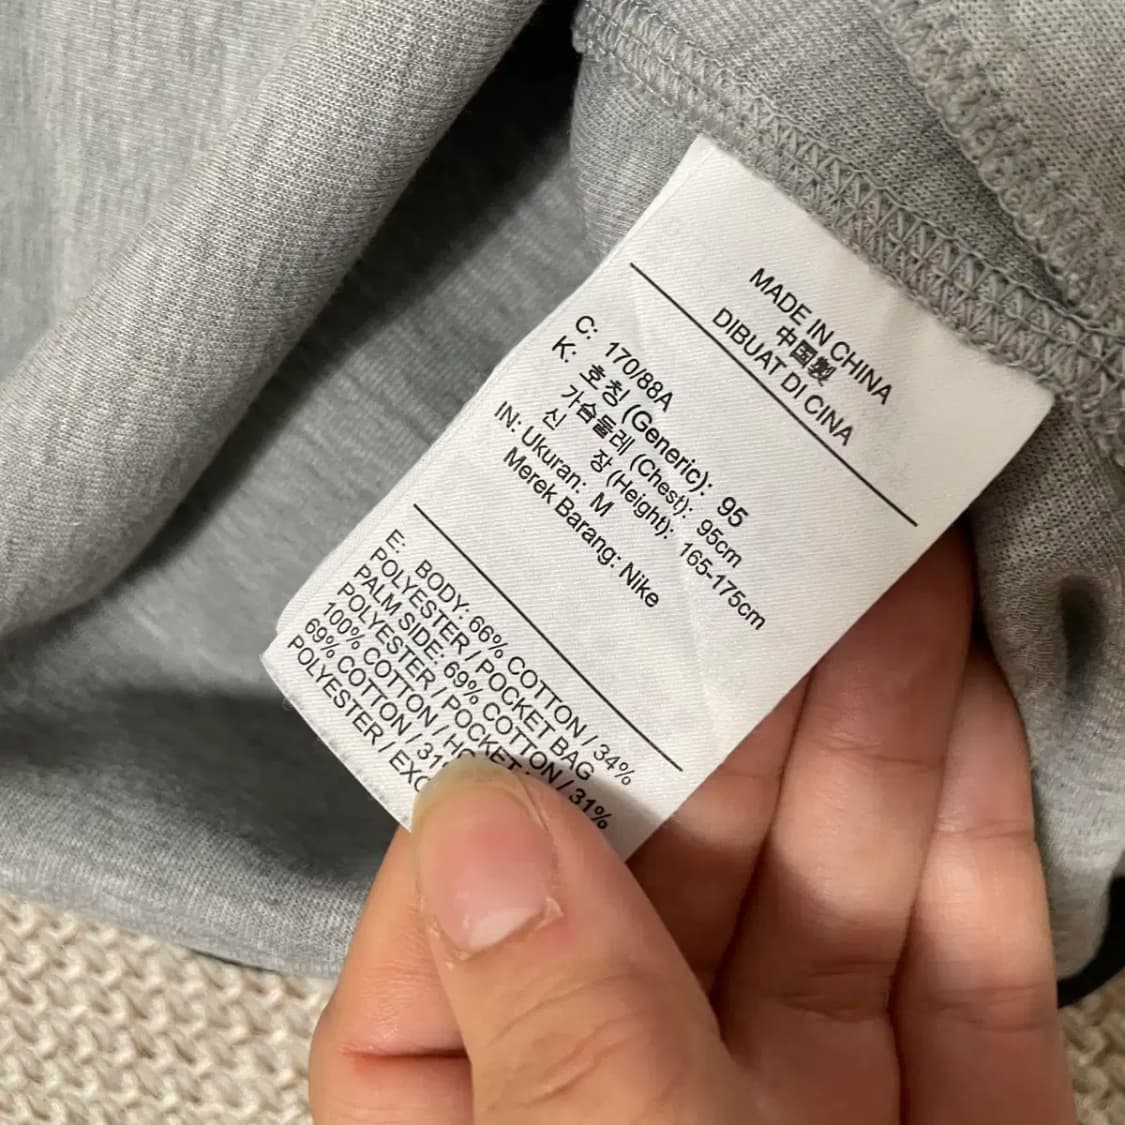 MADE IN CHINA
中国製
DIBUAT DI CINA
C: 170/88A
K: 호칭 (Generic): 95
가슴둘레 (Chest): 95cm
신 장 (Height): 165-175cm
IN: Ukuran: M
Merek Barang: Nike
E: BODY: 66% COTTON / 34%
POLYESTER / POCKET BAG
PALM SIDE: 69% COTTON / 31%
POLYESTER / POCKET
100% COTTON /
69% COTTON /
POLYESTER /